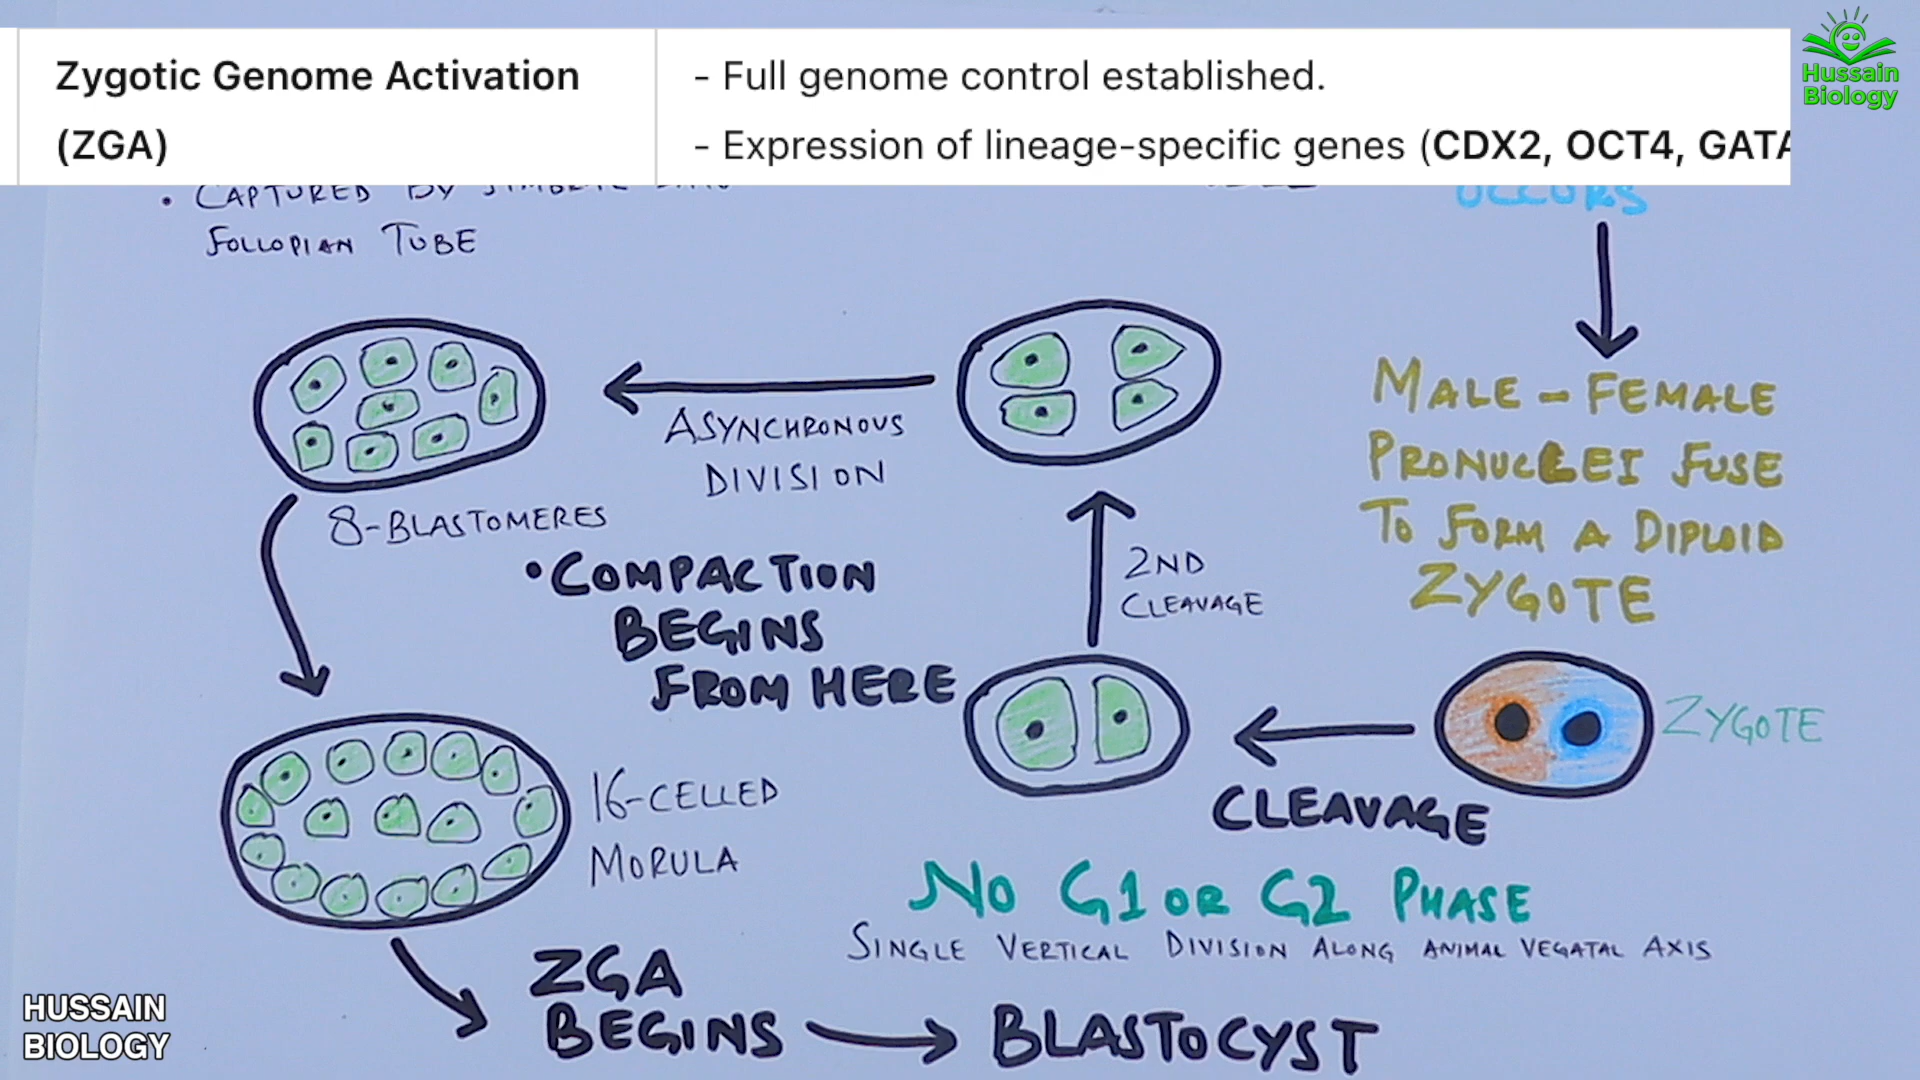 Zygotic Genome Activation
(ZGA)
- Full genome control established.
- Expression of lineage-specific genes (CDX2, OCT4, GATA
Hussain
Biology
• CAPTURED BY
FOLLOPIAN TUBE
OCCURS
MALE - FEMALE
PRONUCLEI FUSE
TO FORM A DIPLOID
ZYGOTE
ZYGOTE
CLEAVAGE
NO G1 OR G2 PHASE
SINGLE VERTICAL DIVISION ALONG ANIMAL VEGATAL AXIS
2ND
CLEAVAGE
ASYNCHRONOUS
DIVISION
8-BLASTOMERES
• COMPACTION
BEGINS
FROM HERE
16-CELLED
MORULA
ZGA
BEGINS
BLASTOCYST
HUSSAIN
BIOLOGY